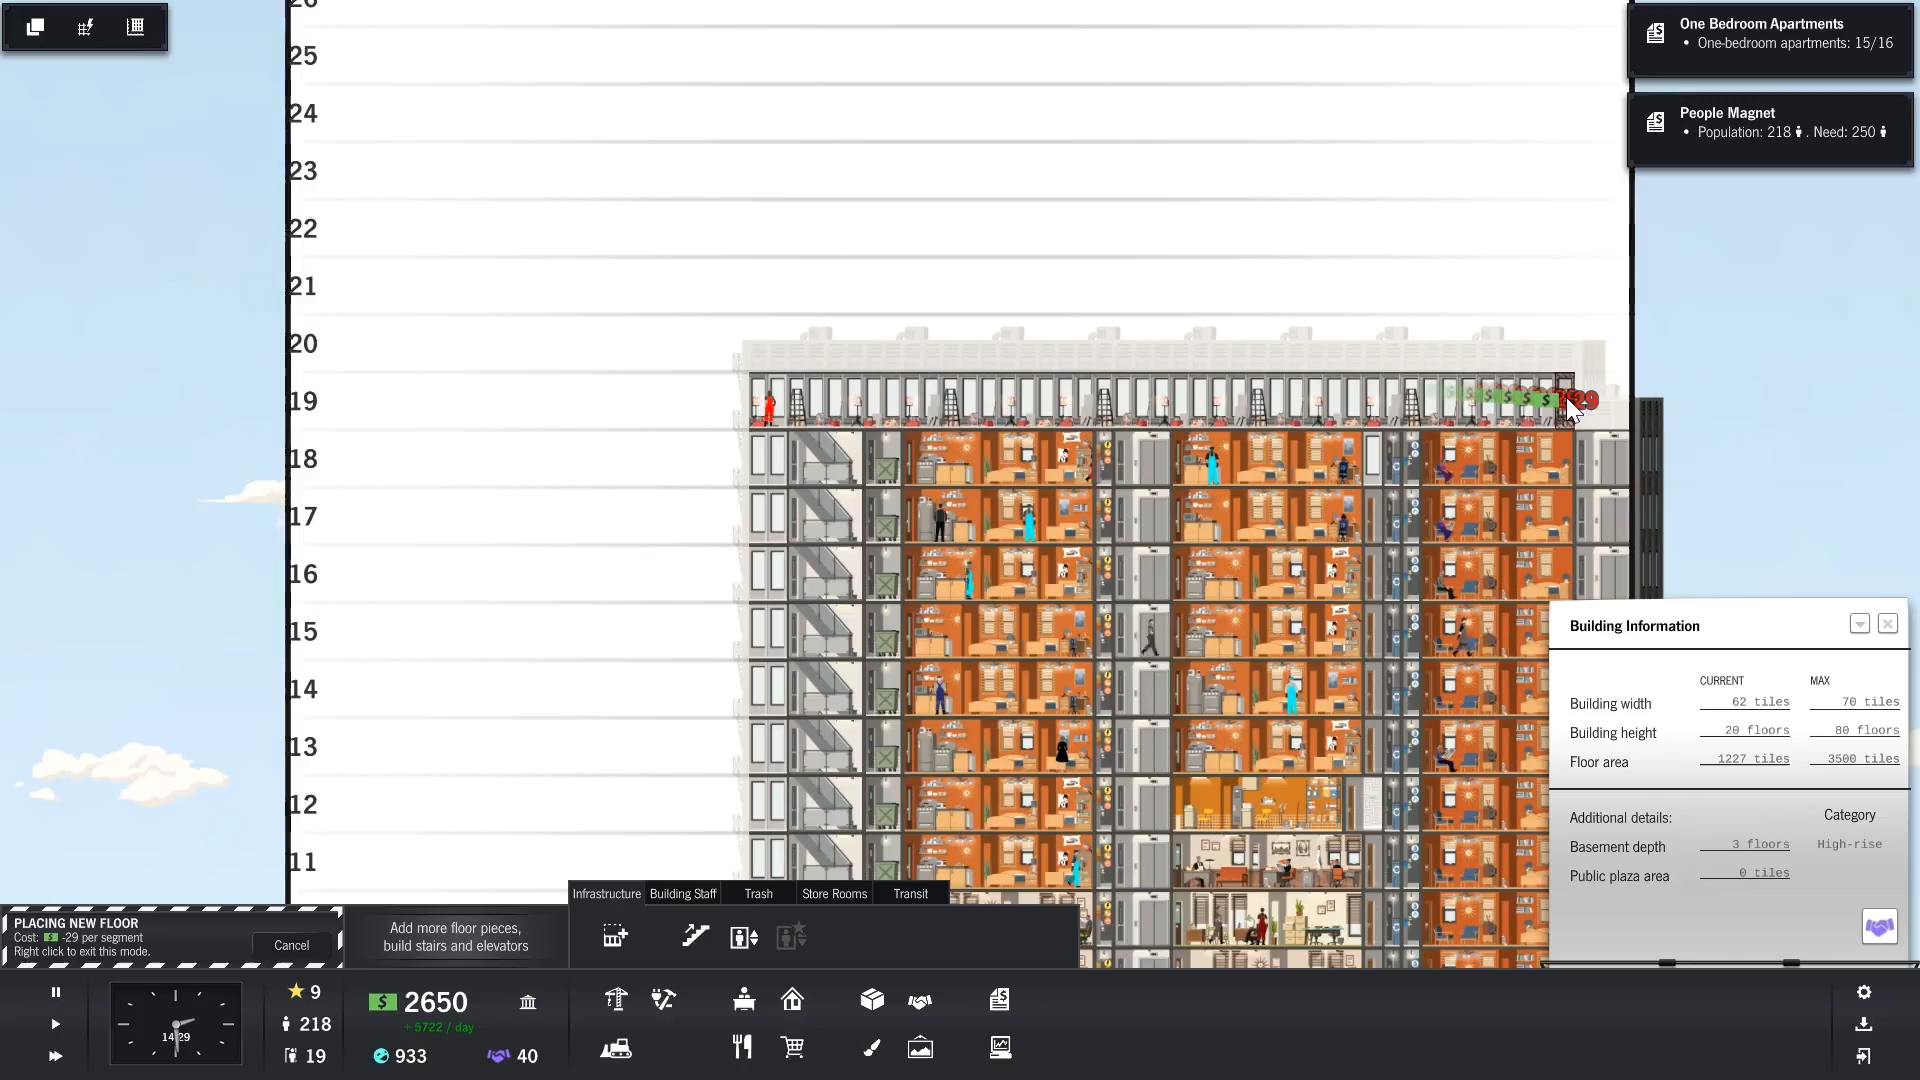 26
25
24
23
22
21
20
19
18
17
16
15
14
13
12
11
One Bedroom Apartments
• One-bedroom apartments: 15/16
People Magnet
• Population: 218 . Need: 250
Building Information
CURRENT MAX
Building width 62 tiles 70 tiles
Building height 20 floors 80 floors
Floor area 1227 tiles 3500 tiles
Additional details: Category
Basement depth 3 floors High-rise
Public plaza area 0 tiles
Infrastructure Building Staff Trash Store Rooms Transit
PLACING NEW FLOOR
Cost: $ -29 per segment
Right click to exit this mode.
Cancel
Add more floor pieces,
build stairs and elevators
14:29
9
218
19
$ 2650
+ 5722 / day
933
40